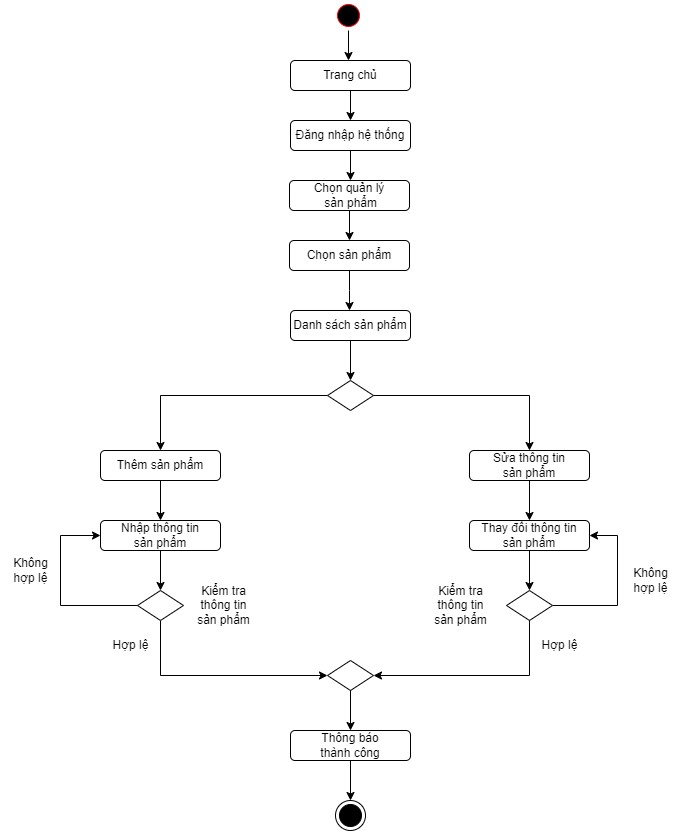 Trang chủ
Đăng nhập hệ thống
Chọn quản lý
sản phẩm
Chọn sản phẩm
Danh sách sản phẩm
Thêm sản phẩm
Sửa thông tin
sản phẩm
Nhập thông tin
sản phẩm
Thay đổi thông tin
sản phẩm
Không
hợp lệ
Kiểm tra
thông tin
sản phẩm
Kiểm tra
thông tin
sản phẩm
Không
hợp lệ
Hợp lệ
Hợp lệ
Thông báo
thành công